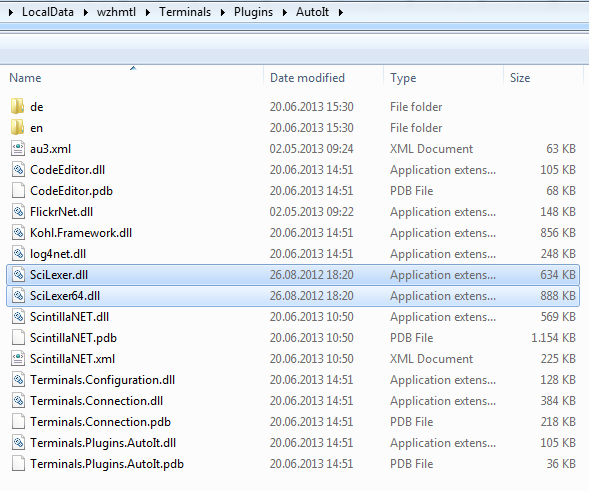 LocalData wzhmtl Terminals Plugins AutoIt
Name Date modified Type Size
de 20.06.2013 15:30 File folder
en 20.06.2013 15:30 File folder
au3.xml 02.05.2013 09:24 XML Document 63 KB
CodeEditor.dll 20.06.2013 14:51 Application extens... 105 KB
CodeEditor.pdb 20.06.2013 14:51 PDB File 68 KB
FlickrNet.dll 02.05.2013 09:22 Application extens... 148 KB
Kohl.Framework.dll 20.06.2013 14:51 Application extens... 856 KB
log4net.dll 20.06.2013 14:51 Application extens... 248 KB
SciLexer.dll 26.08.2012 18:20 Application extens... 634 KB
SciLexer64.dll 26.08.2012 18:20 Application extens... 888 KB
ScintillaNET.dll 20.06.2013 10:50 Application extens... 569 KB
ScintillaNET.pdb 20.06.2013 10:50 PDB File 1.154 KB
ScintillaNET.xml 20.06.2013 10:50 XML Document 225 KB
Terminals.Configuration.dll 20.06.2013 14:51 Application extens... 128 KB
Terminals.Connection.dll 20.06.2013 14:51 Application extens... 384 KB
Terminals.Connection.pdb 20.06.2013 14:51 PDB File 218 KB
Terminals.Plugins.AutoIt.dll 20.06.2013 14:51 Application extens... 105 KB
Terminals.Plugins.AutoIt.pdb 20.06.2013 14:51 PDB File 36 KB